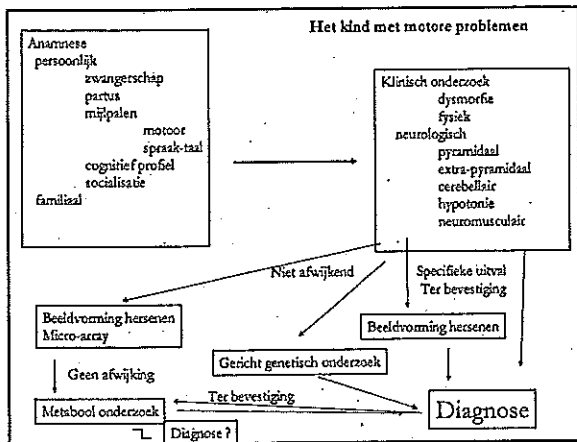 Het kind met motore problemen
Anamnese
persoonlijk
zwangerschap
partus
mijlpalen
motoor
spraak-taal
cognitief profiel
socialisatie
familiaal
Klinisch onderzoek
dysmorfie
fysiek
neurologisch
pyramidaal
extra-pyramidaal
cerebellair
hypotonie
neuromusculair
Niet afwijkend
Specifieke uitval
Ter bevestiging
Beeldvorming hersenen
Micro-array
Beeldvorming hersenen
Gericht genetisch onderzoek
Geen afwijking
Ter bevestiging
Metabool onderzoek
Diagnose ?
Diagnose